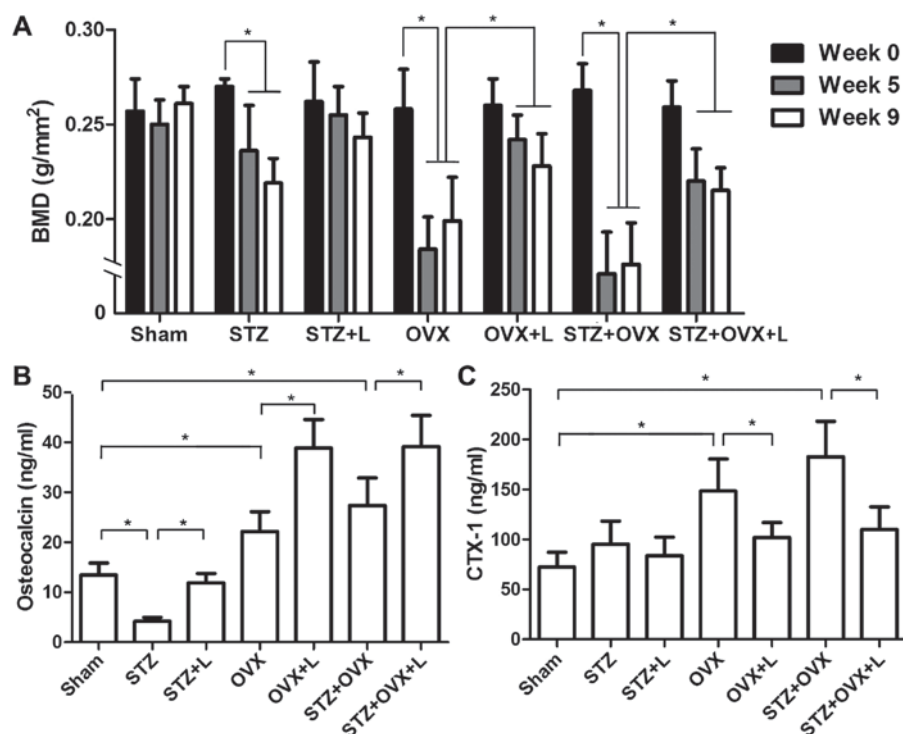 A
0.30
0.25
0.20
0
BMD (g/mm²)
* * * * *
Week 0
Week 5
Week 9
Sham STZ STZ+L OVX OVX+L STZ+OVX STZ+OVX+L
B
50
40
30
20
10
0
Osteocalcin (ng/ml)
* *
*
*
* *
Sham STZ STZ+L OVX OVX+L STZ+OVX STZ+OVX+L
C
250
200
150
100
50
0
CTX-1 (ng/ml)
* *
* *
Sham STZ STZ+L OVX OVX+L STZ+OVX STZ+OVX+L